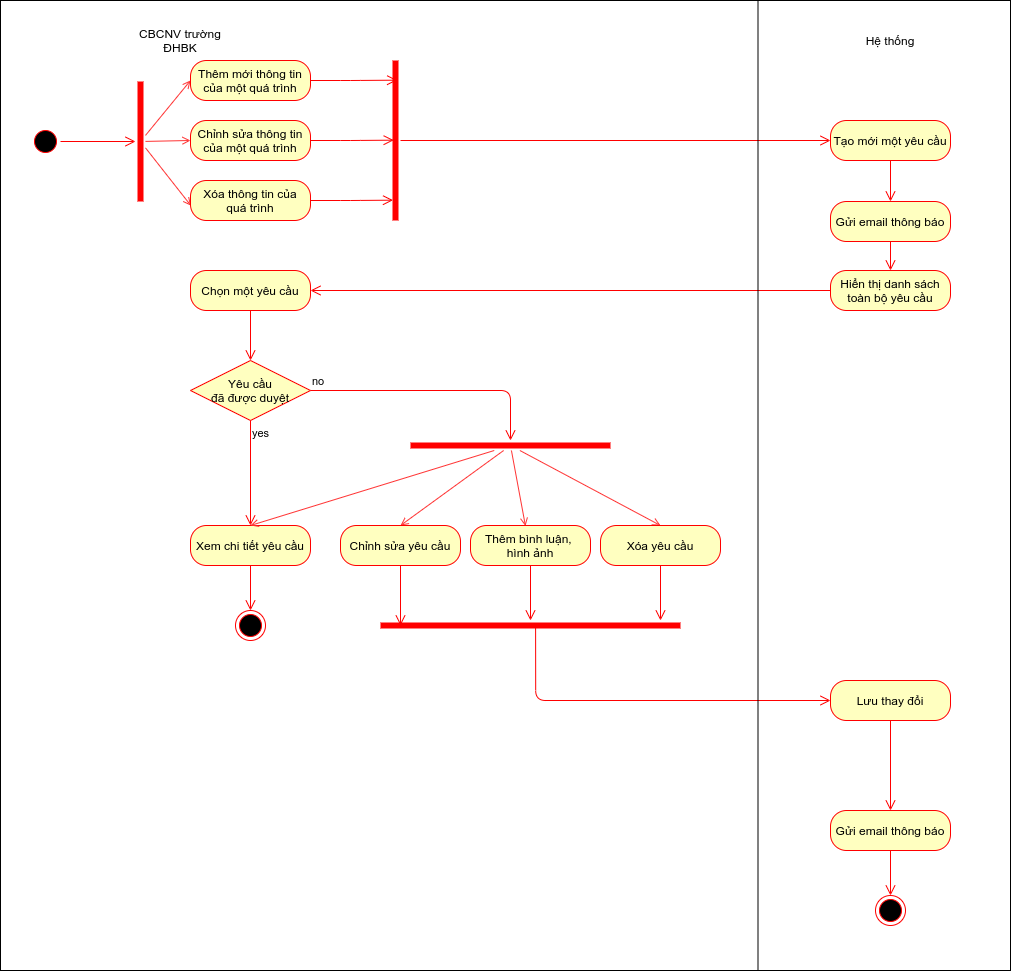 CBCNV trường
ĐHBK
Hệ thống
Thêm mới thông tin
của một quá trình
Chỉnh sửa thông tin
của một quá trình
Tạo mới một yêu cầu
Xóa thông tin của
quá trình
Gửi email thông báo
Chọn một yêu cầu
Hiển thị danh sách
toàn bộ yêu cầu
Yêu cầu
đã được duyệt
no
yes
Xem chi tiết yêu cầu
Chỉnh sửa yêu cầu
Thêm bình luận,
hình ảnh
Xóa yêu cầu
Lưu thay đổi
Gửi email thông báo